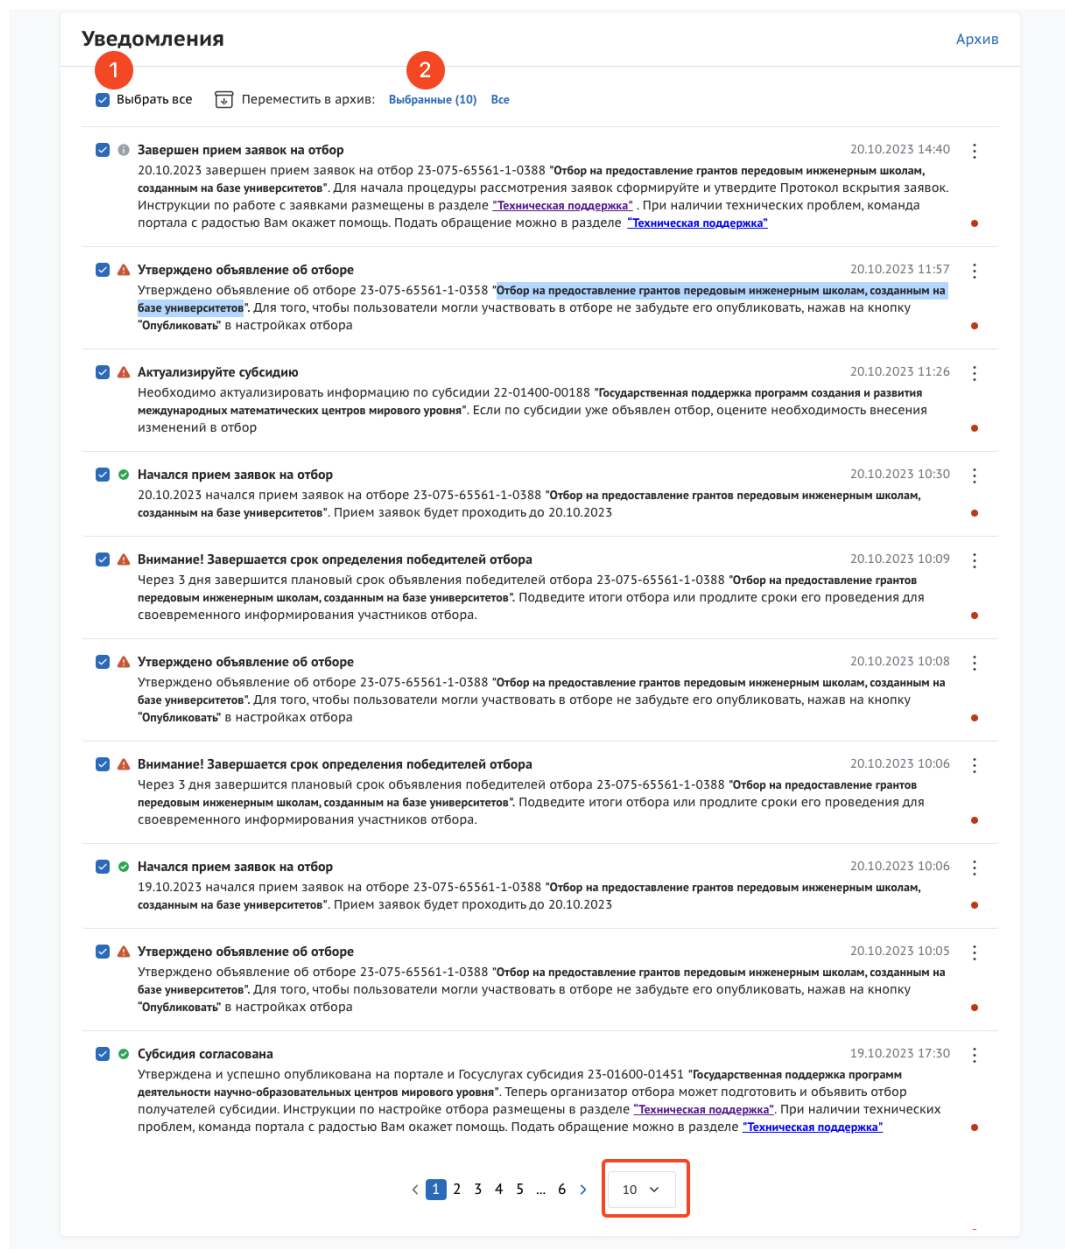 Уведомления
Архив
1
2
Выбрать все
Переместить в архив:
Выбранные (10)
Все
Завершен прием заявок на отбор
20.10.2023 14:40
20.10.2023 завершен прием заявок на отбор 23-075-65561-1-0388 "Отбор на предоставление грантов передовым инженерным школам,
созданным на базе университетов". Для начала процедуры рассмотрения заявок сформируйте и утвердите Протокол вскрытия заявок.
Инструкции по работе с заявками размещены в разделе "Техническая поддержка" . При наличии технических проблем, команда
портала с радостью Вам окажет помощь. Подать обращение можно в разделе "Техническая поддержка"
Утверждено объявление об отборе
20.10.2023 11:57
Утверждено объявление об отборе 23-075-65561-1-0358 "Отбор на предоставление грантов передовым инженерным школам, созданным на
базе университетов". Для того, чтобы пользователи могли участвовать в отборе не забудьте его опубликовать, нажав на кнопку
"Опубликовать" в настройках отбора
Актуализируйте субсидию
20.10.2023 11:26
Необходимо актуализировать информацию по субсидии 22-01400-00188 "Государственная поддержка программ создания и развития
международных математических центров мирового уровня". Если по субсидии уже объявлен отбор, оцените необходимость внесения
изменений в отбор
Начался прием заявок на отбор
20.10.2023 10:30
20.10.2023 начался прием заявок на отборе 23-075-65561-1-0388 "Отбор на предоставление грантов передовым инженерным школам,
созданным на базе университетов". Прием заявок будет проходить до 20.10.2023
Внимание! Завершается срок определения победителей отбора
20.10.2023 10:09
Через 3 дня завершится плановый срок объявления победителей отбора 23-075-65561-1-0388 "Отбор на предоставление грантов
передовым инженерным школам, созданным на базе университетов". Подведите итоги отбора или продлите сроки его проведения для
своевременного информирования участников отбора.
Утверждено объявление об отборе
20.10.2023 10:08
Утверждено объявление об отборе 23-075-65561-1-0388 "Отбор на предоставление грантов передовым инженерным школам, созданным на
базе университетов". Для того, чтобы пользователи могли участвовать в отборе не забудьте его опубликовать, нажав на кнопку
"Опубликовать" в настройках отбора
Внимание! Завершается срок определения победителей отбора
20.10.2023 10:06
Через 3 дня завершится плановый срок объявления победителей отбора 23-075-65561-1-0388 "Отбор на предоставление грантов
передовым инженерным школам, созданным на базе университетов". Подведите итоги отбора или продлите сроки его проведения для
своевременного информирования участников отбора.
Начался прием заявок на отбор
20.10.2023 10:06
19.10.2023 начался прием заявок на отборе 23-075-65561-1-0388 "Отбор на предоставление грантов передовым инженерным школам,
созданным на базе университетов". Прием заявок будет проходить до 20.10.2023
Утверждено объявление об отборе
20.10.2023 10:05
Утверждено объявление об отборе 23-075-65561-1-0388 "Отбор на предоставление грантов передовым инженерным школам, созданным на
базе университетов". Для того, чтобы пользователи могли участвовать в отборе не забудьте его опубликовать, нажав на кнопку
"Опубликовать" в настройках отбора
Субсидия согласована
19.10.2023 17:30
Утверждена и успешно опубликована на портале и Госуслугах субсидия 23-01600-01451 "Государственная поддержка программ
деятельности научно-образовательных центров мирового уровня". Теперь организатор отбора может подготовить и объявить отбор
получателей субсидии. Инструкции по настройке отбора размещены в разделе "Техническая поддержка". При наличии технических
проблем, команда портала с радостью Вам окажет помощь. Подать обращение можно в разделе "Техническая поддержка"
< 1 2 3 4 5 ... 6 >
10